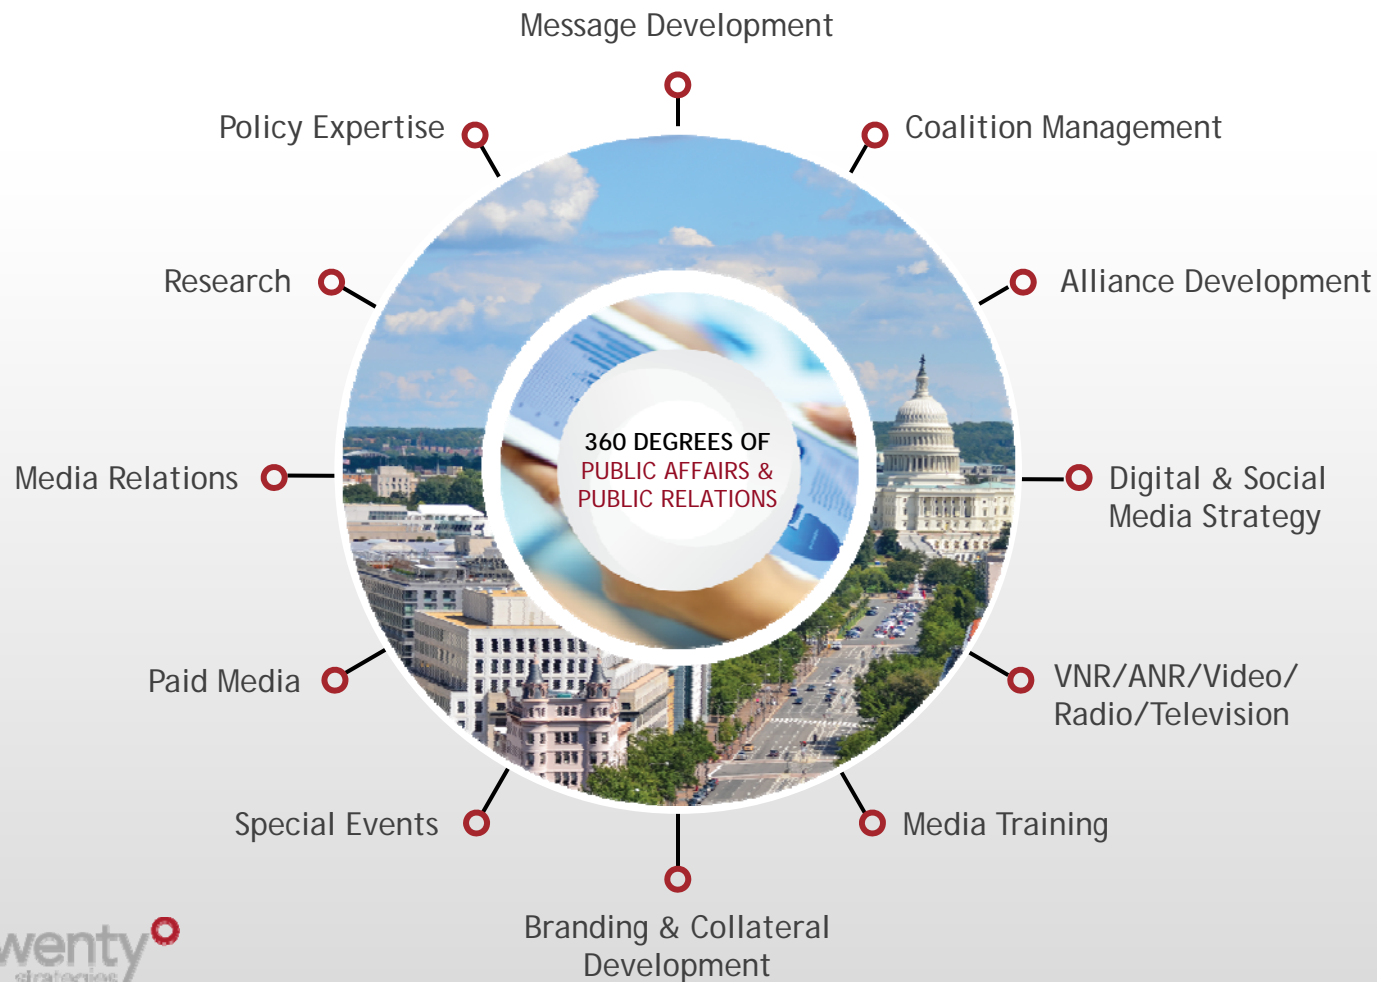 Message Development
Policy Expertise
Coalition Management
Research
Alliance Development
360 DEGREES OF
PUBLIC AFFAIRS &
PUBLIC RELATIONS
Media Relations
Digital & Social
Media Strategy
Paid Media
VNR/ANR/Video/
Radio/Television
Special Events
Media Training
Branding & Collateral
Development
wenty
strategies